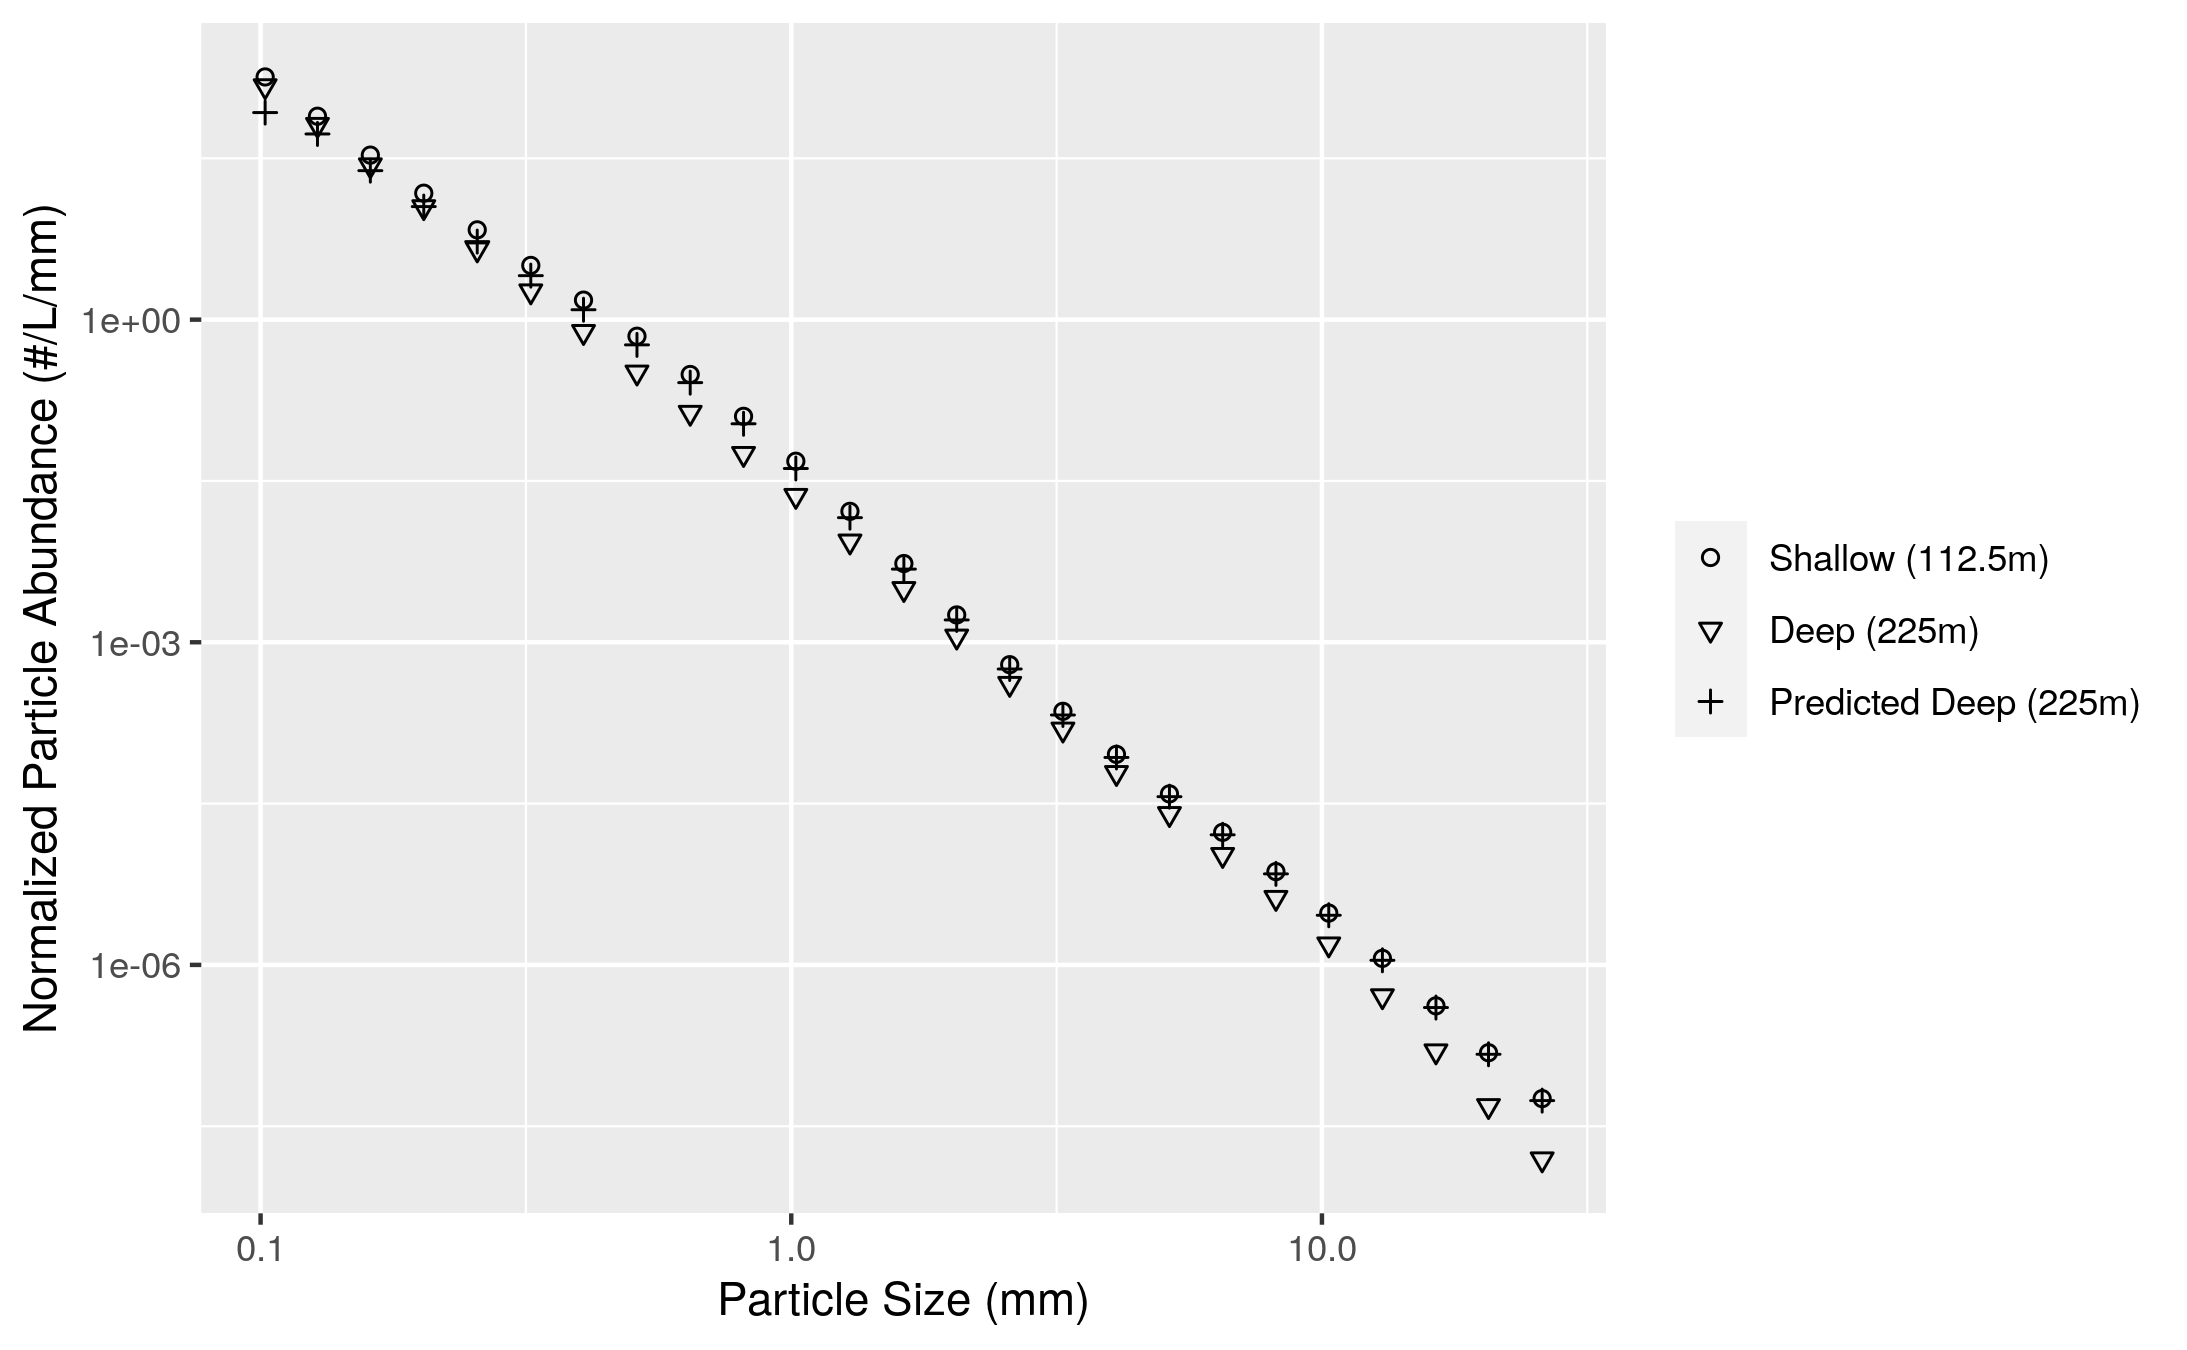 Normalized Particle Abundance (#/L/mm)
1e+00
1e-03
1e-06
0.1
1.0
10.0
Particle Size (mm)
Shallow (112.5m)
Deep (225m)
Predicted Deep (225m)